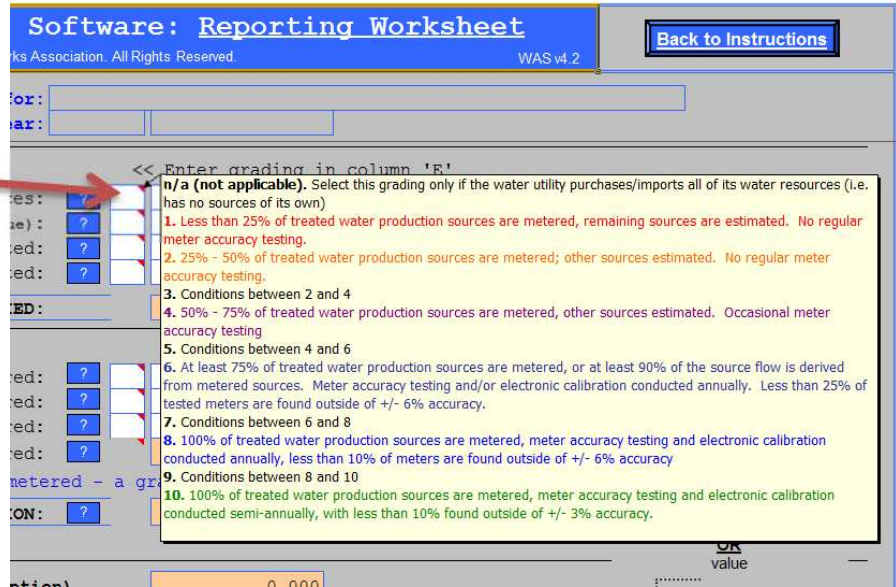 Software: Reporting Worksheet
Back to Instructions
rks Association. All Rights Reserved. WAS v4.2
for:
ear:
<< Enter grading in column 'E'
n/a (not applicable). Select this grading only if the water utility purchases/imports all of its water resources (i.e.
has no sources of its own)
1. Less than 25% of treated water production sources are metered, remaining sources are estimated. No regular
meter accuracy testing.
2. 25% - 50% of treated water production sources are metered; other sources estimated. No regular meter
accuracy testing.
3. Conditions between 2 and 4
4. 50% - 75% of treated water production sources are metered, other sources estimated. Occasional meter
accuracy testing
5. Conditions between 4 and 6
6. At least 75% of treated water production sources are metered, or at least 90% of the source flow is derived
from metered sources. Meter accuracy testing and/or electronic calibration conducted annually. Less than 25% of
tested meters are found outside of +/- 6% accuracy.
7. Conditions between 6 and 8
8. 100% of treated water production sources are metered, meter accuracy testing and electronic calibration
conducted annually, less than 10% of meters are found outside of +/- 6% accuracy
9. Conditions between 8 and 10
10. 100% of treated water production sources are metered, meter accuracy testing and electronic calibration
conducted semi-annually, with less than 10% found outside of +/- 3% accuracy.
es: ?
ue): ?
ted: ?
ted: ?
ED:
red: ?
red: ?
red: ?
red: ?
metered - a gra
ON: ?
OR
value
0.000